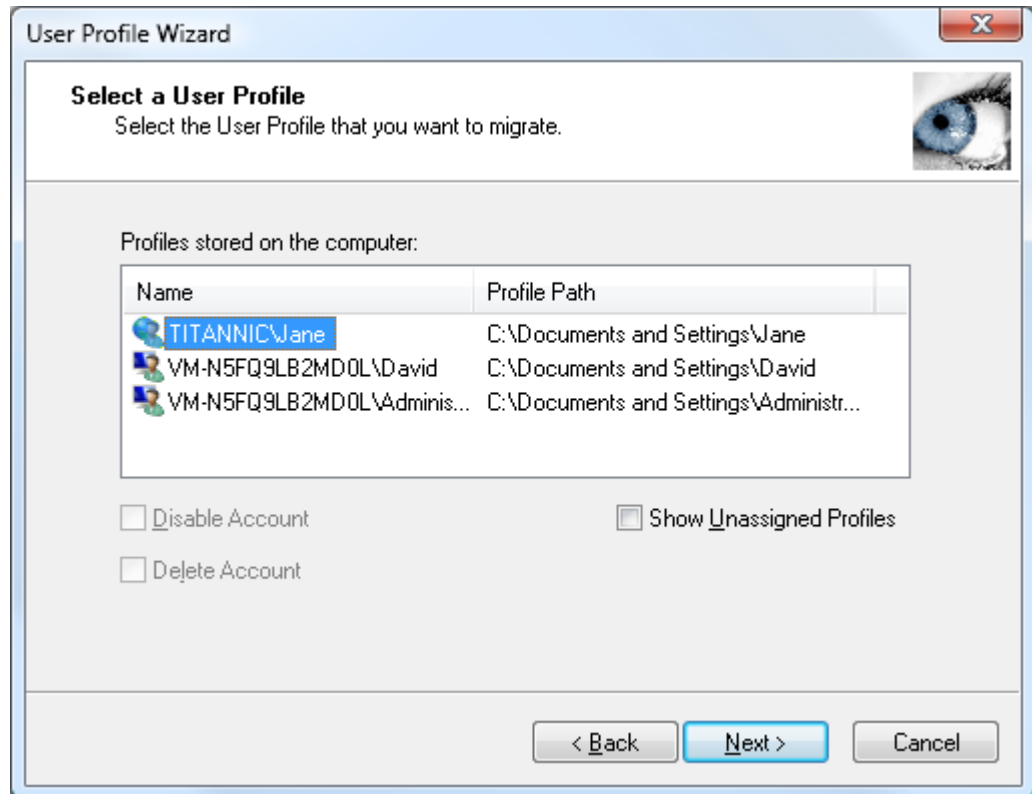 User Profile Wizard
Select a User Profile
Select the User Profile that you want to migrate.
Profiles stored on the computer:
Name Profile Path
TITANNIC\Jane C:\Documents and Settings\Jane
VM-N5FQ9LB2MD0L\David C:\Documents and Settings\David
VM-N5FQ9LB2MD0L\Adminis... C:\Documents and Settings\Administr...
Disable Account Show Unassigned Profiles
Delete Account
< Back Next > Cancel